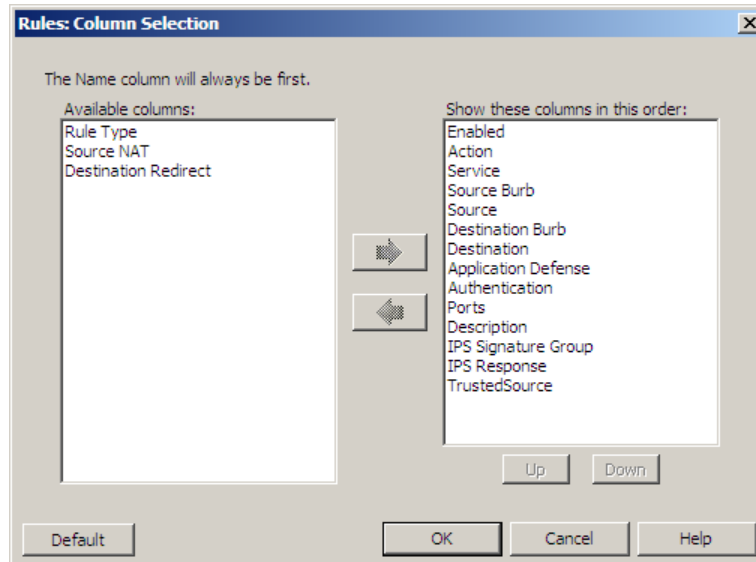 Rules: Column Selection
The Name column will always be first.
Available columns:
Rule Type
Source NAT
Destination Redirect
Show these columns in this order:
Enabled
Action
Service
Source Burb
Source
Destination Burb
Destination
Application Defense
Authentication
Ports
Description
IPS Signature Group
IPS Response
TrustedSource
Up Down
Default OK Cancel Help